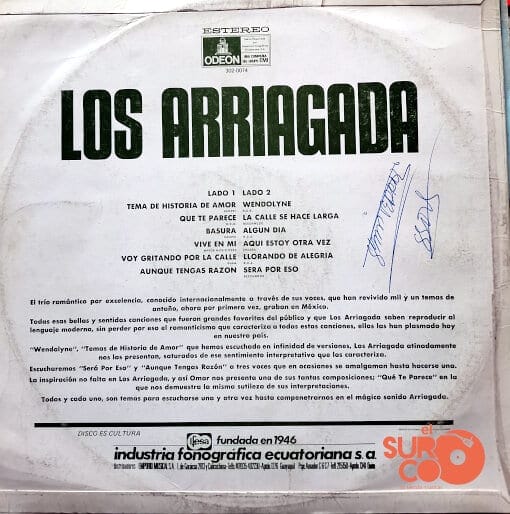 ESTEREO
ODEON
302-0074
LOS ARRIAGADA
LADO 1 LADO 2
TEMA DE HISTORIA DE AMOR WENDOLYNE
QUE TE PARECE LA CALLE SE HACE LARGA
BASURA ALGUN DIA
VIVE EN MI AQUI ESTOY OTRA VEZ
VOY GRITANDO POR LA CALLE LLORANDO DE ALEGRIA
AUNQUE TENGAS RAZON SERA POR ESO
El trío romántico por excelencia, conocido internacionalmente a través de sus voces, que han revivido mil y un temas de
antaño, ahora por primera vez, graban en México.
Todas esas bellas y sentidas canciones que fueran grandes favoritas del público y que Los Arriagada saben reproducir al
lenguaje moderno, sin perder por eso el romanticismo que caracteriza a todas estas canciones, ellos las han plasmado hoy
en nuestro país.
"Wendalyne", "Temas de Historia de Amor" que hemos escuchado en infinidad de versiones, Los Arriagada atinadamente
nos las presentan, saturadas de ese sentimiento interpretativo que los caracteriza.
Escucharemos "Será Por Eso" y "Aunque Tengas Razón" a tres voces que en ocasiones se amalgaman hasta hacerse una.
La inspiración no falta en Los Arriagada, y así Omar nos presenta una de sus tantas composiciones; "Qué Te Parece" en la
que nos demuestra lo mismo sutileza de sus interpretaciones.
Todos y cada uno, son temas para escucharse una y otra vez hasta compenetrarnos en el mágico sonido Arriagada.
DISCO ES CULTURA
ifesa fundada en 1946
industria fonográfica ecuatoriana s.a.
distribuidores EMPORIO MUSICAL S.A.
el
SURCO